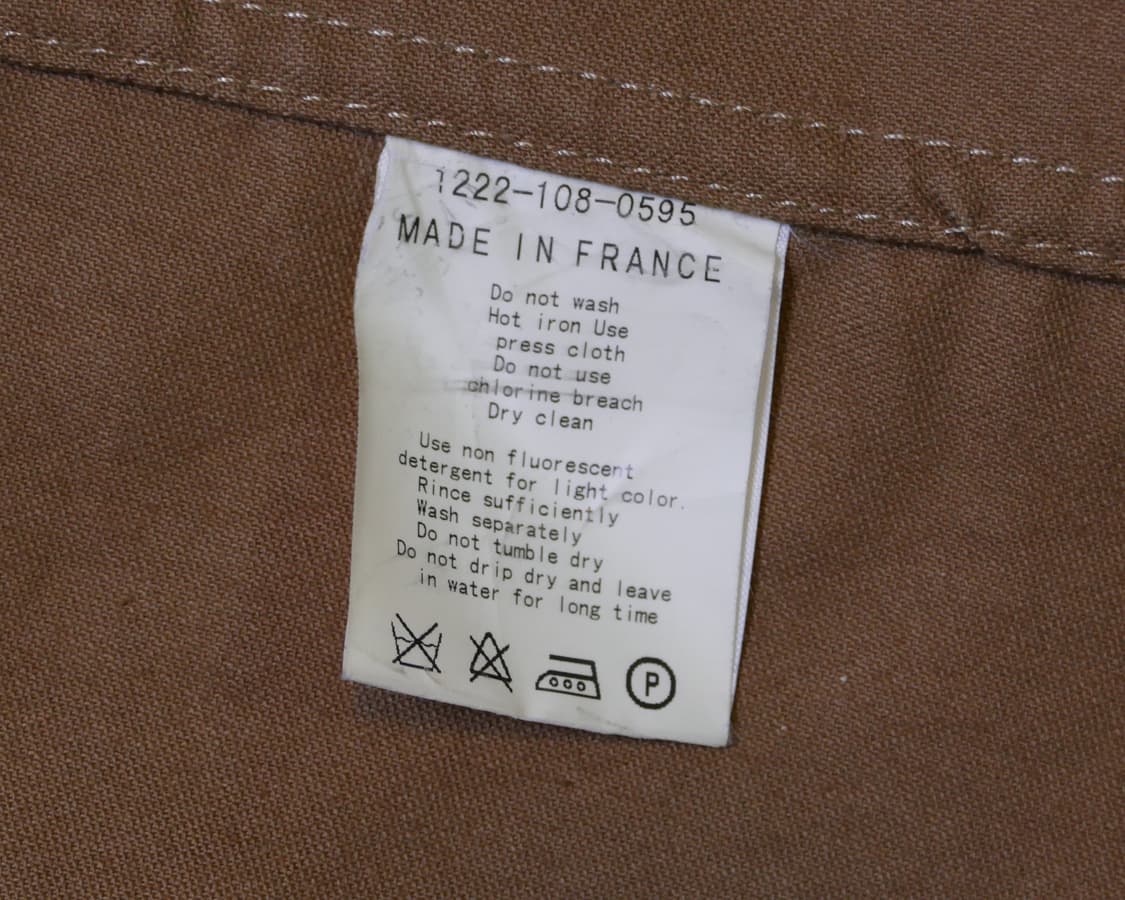 1222-108-0595
MADE IN FRANCE
Do not wash
Hot iron Use
press cloth
Do not use
chlorine breach
Dry clean
Use non fluorescent
detergent for light color.
Rince sufficiently
Wash separately
Do not tumble dry
Do not drip dry and leave
in water for long time
P